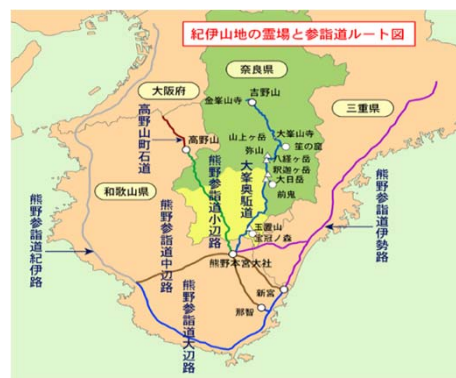 紀伊山地の霊場と参詣道ルート図
奈良県
大阪府
三重県
和歌山県
吉野山
金峯山寺
高野山町石道
高野山
山上ヶ岳
大峯山寺
笙の窟
弥山
八経ヶ岳
釈迦ヶ岳
大日岳
前鬼
熊野参詣道小辺路
大峯奥駈道
玉置山
宝冠ノ森
熊野参詣道伊勢路
熊野参詣道紀伊路
熊野参詣道中辺路
熊野本宮大社
新宮
那智
熊野参詣道大辺路